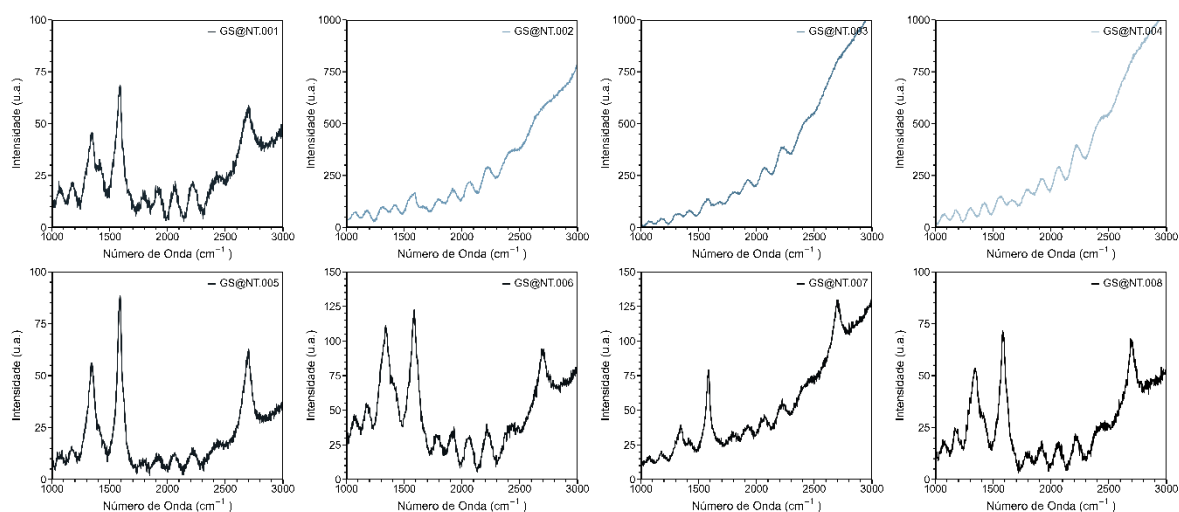 GS@NT.001
100
75
50
25
0
Intensidade (u.a.)
1000 1500 2000 2500 3000
Número de Onda (cm⁻¹)
GS@NT.002
1000
750
500
250
0
Intensidade (u.a.)
1000 1500 2000 2500 3000
Número de Onda (cm⁻¹)
GS@NT.003
1000
750
500
250
0
Intensidade (u.a.)
1000 1500 2000 2500 3000
Número de Onda (cm⁻¹)
GS@NT.004
1000
750
500
250
0
Intensidade (u.a.)
1000 1500 2000 2500 3000
Número de Onda (cm⁻¹)
GS@NT.005
100
75
50
25
0
Intensidade (u.a.)
1000 1500 2000 2500 3000
Número de Onda (cm⁻¹)
GS@NT.006
150
125
100
75
50
25
0
Intensidade (u.a.)
1000 1500 2000 2500 3000
Número de Onda (cm⁻¹)
GS@NT.007
150
125
100
75
50
25
0
Intensidade (u.a.)
1000 1500 2000 2500 3000
Número de Onda (cm⁻¹)
GS@NT.008
100
75
50
25
0
Intensidade (u.a.)
1000 1500 2000 2500 3000
Número de Onda (cm⁻¹)